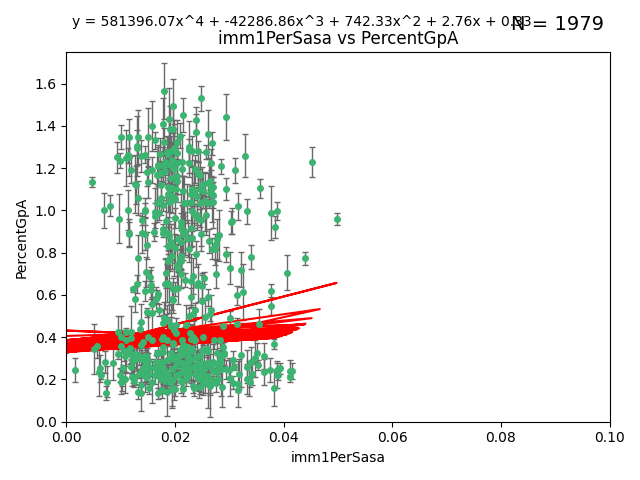 y = 581396.07x^4 + -42286.86x^3 + 742.33x^2 + 2.76x + 0.33
N = 1979
imm1PerSasa vs PercentGpA
PercentGpA
1.6
1.4
1.2
1.0
0.8
0.6
0.4
0.2
0.0
0.00 0.02 0.04 0.06 0.08 0.10
imm1PerSasa